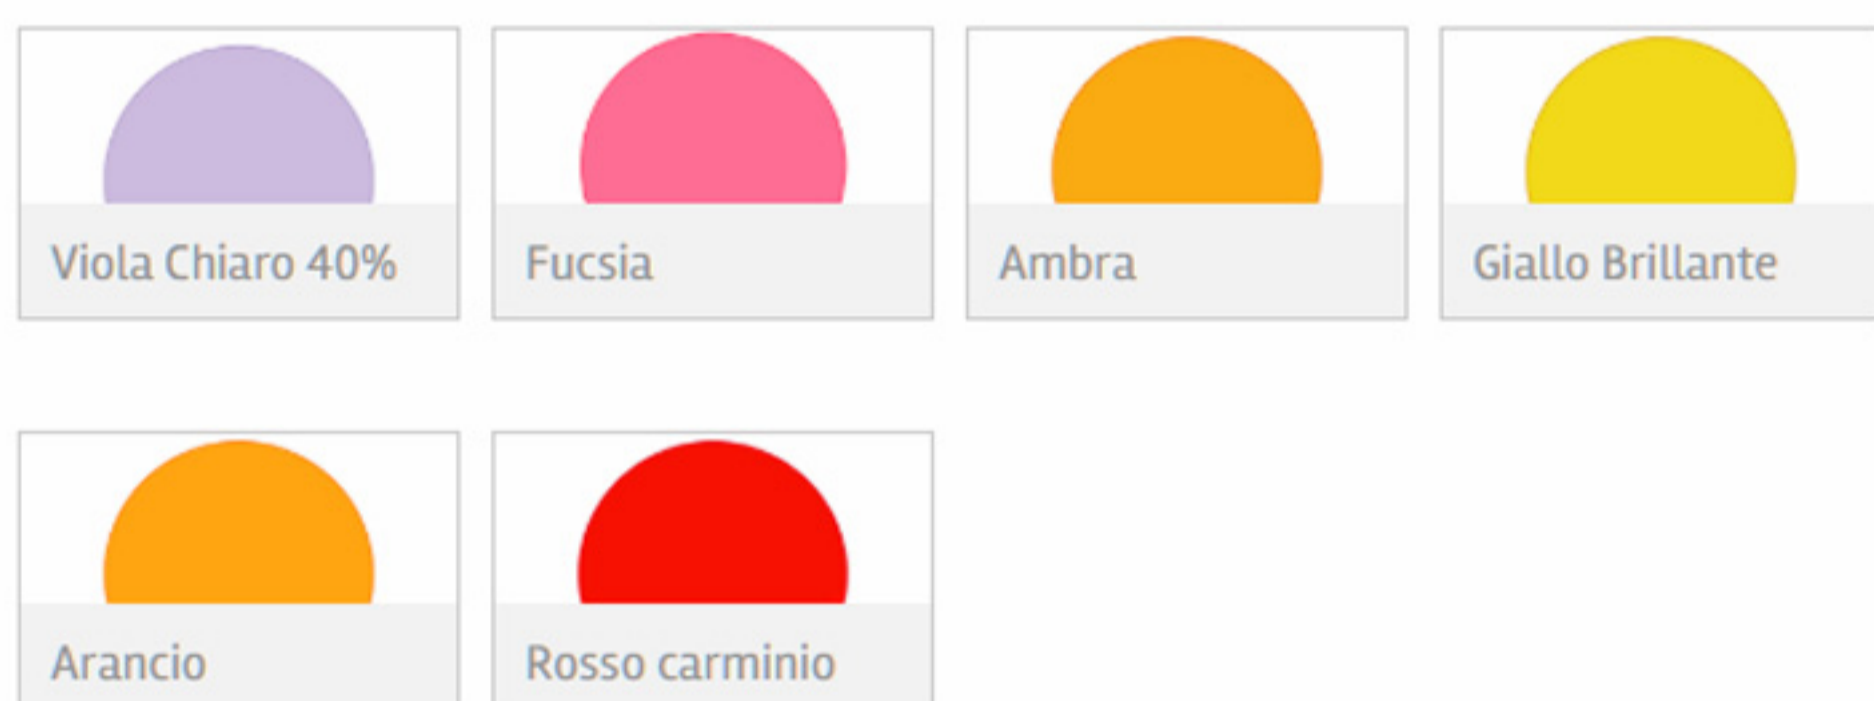 Viola Chiaro 40%
Fucsia
Ambra
Giallo Brillante
Arancio
Rosso carminio